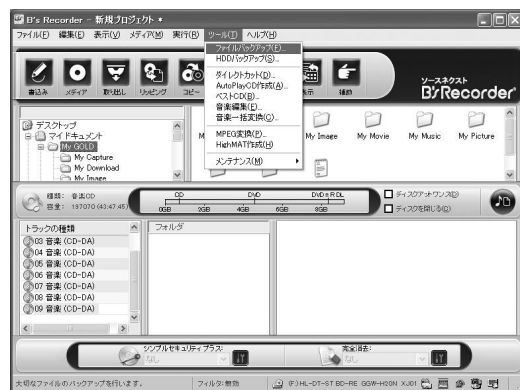 B's Recorder - 新規プロジェクト *
ファイル(F) 編集(E) 表示(V) メディア(M) 実行(R) ツール(T) ヘルプ(H)
ファイルバックアップ(F)...
HDDバックアップ(S)...
ダイレクトカット(D)...
AutoPlayCD作成(A)...
ベストCD(B)...
音楽編集(E)...
音楽一括変換(O)...
MPEG変換(P)...
HighMAT作成(H)
メンテナンス(M)
書込み メディア 取り出し リッピング コピー 表示 補助
ソースネクスト
B's Recorder
デスクトップ
マイ ドキュメント
My GOLD
My Capture
My Download
My Image
My Image My Movie My Music My Picture
種類: 音楽CD
容量: 197070 (43:47.45)
CD DVD DVD±R DL
0GB 2GB 4GB 6GB 8GB
ディスクアットワンス(D)
ディスクを閉じる(C)
トラックの種類
03 音楽 (CD-DA)
04 音楽 (CD-DA)
05 音楽 (CD-DA)
06 音楽 (CD-DA)
07 音楽 (CD-DA)
08 音楽 (CD-DA)
09 音楽 (CD-DA)
フォルダ
シンプルセキュリティプラス:
なし
完全消去:
なし
大切なファイルのバックアップを行います。
フィルタ:無効
(F:)HL-DT-ST BD-RE GGW-H20N XJ01